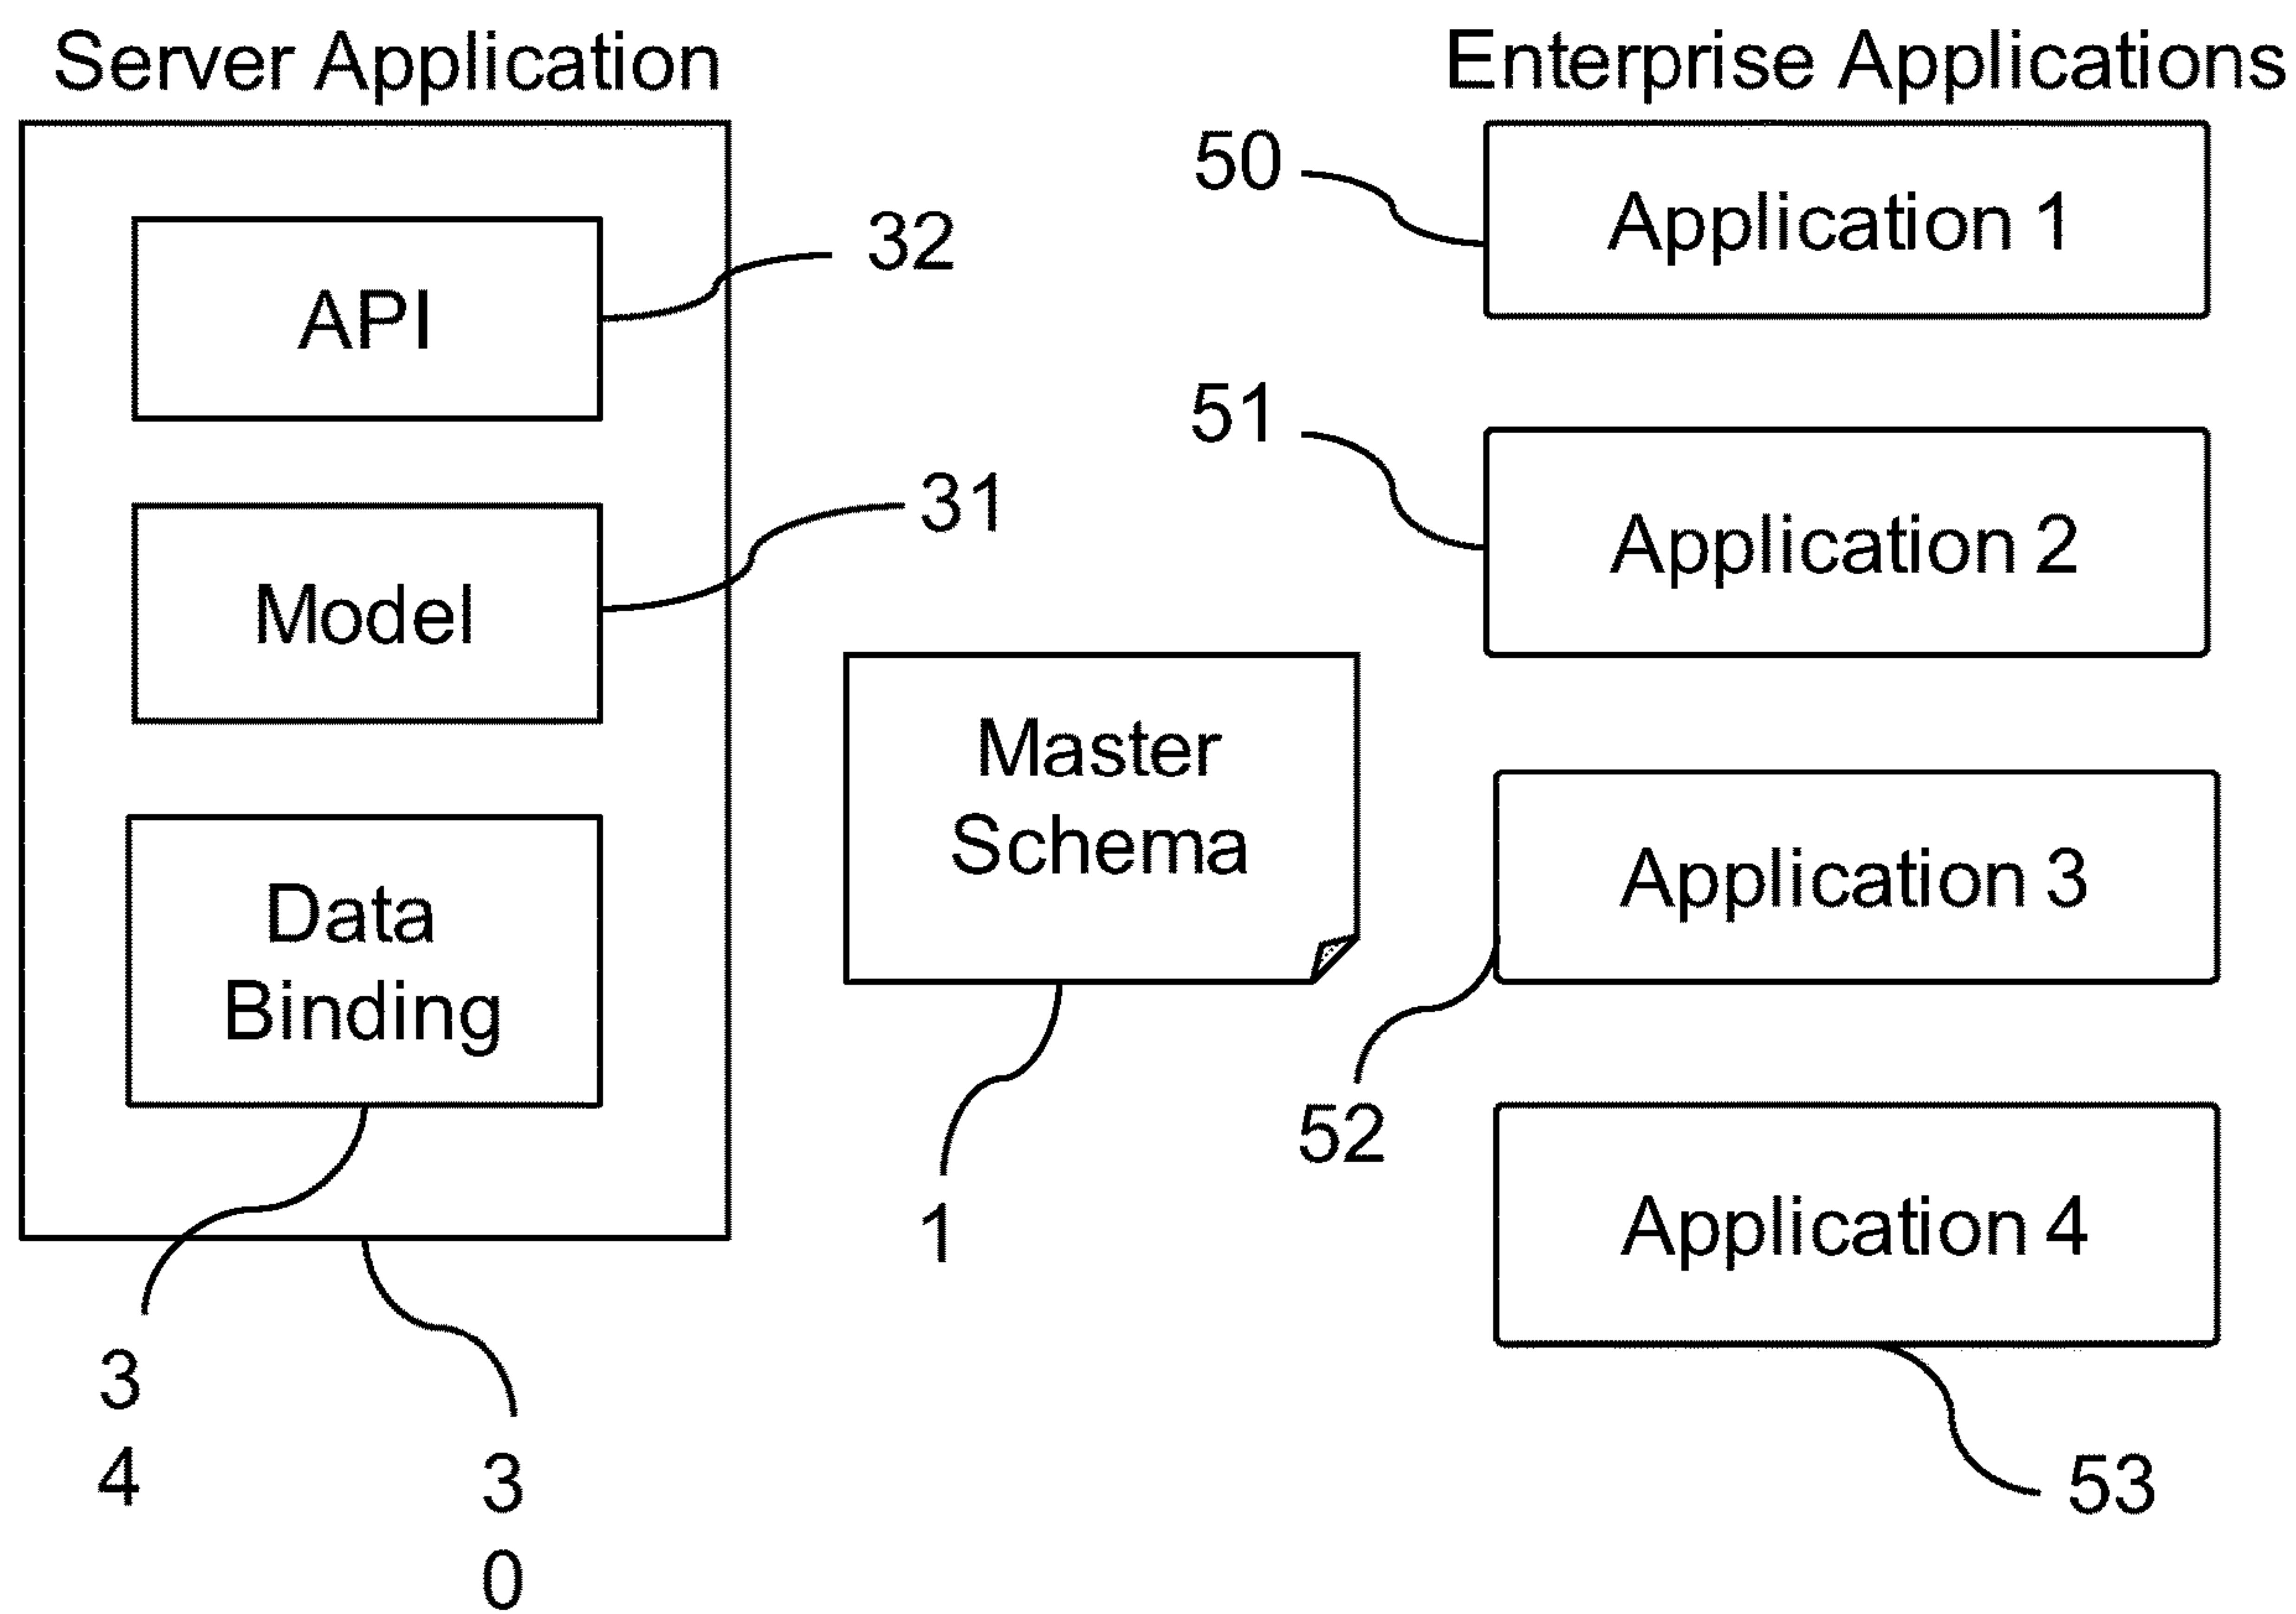 Server Application
API
32
Model
31
Data
Binding
3
4
3
0
Master
Schema
1
Enterprise Applications
50
Application 1
51
Application 2
Application 3
52
Application 4
53